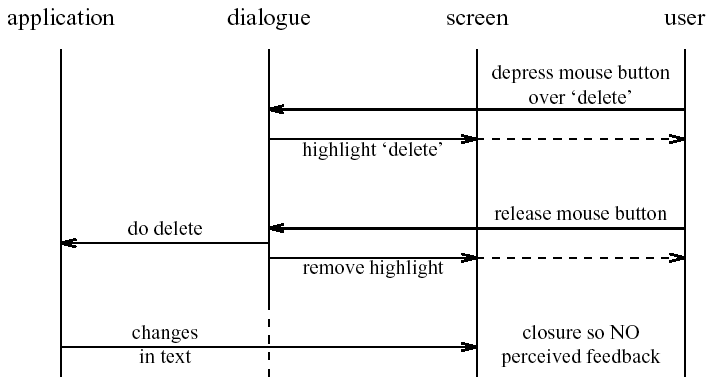 application
dialogue
screen
user
depress mouse button
over ‘delete’
highlight ‘delete’
release mouse button
do delete
remove highlight
changes
in text
closure so NO
perceived feedback